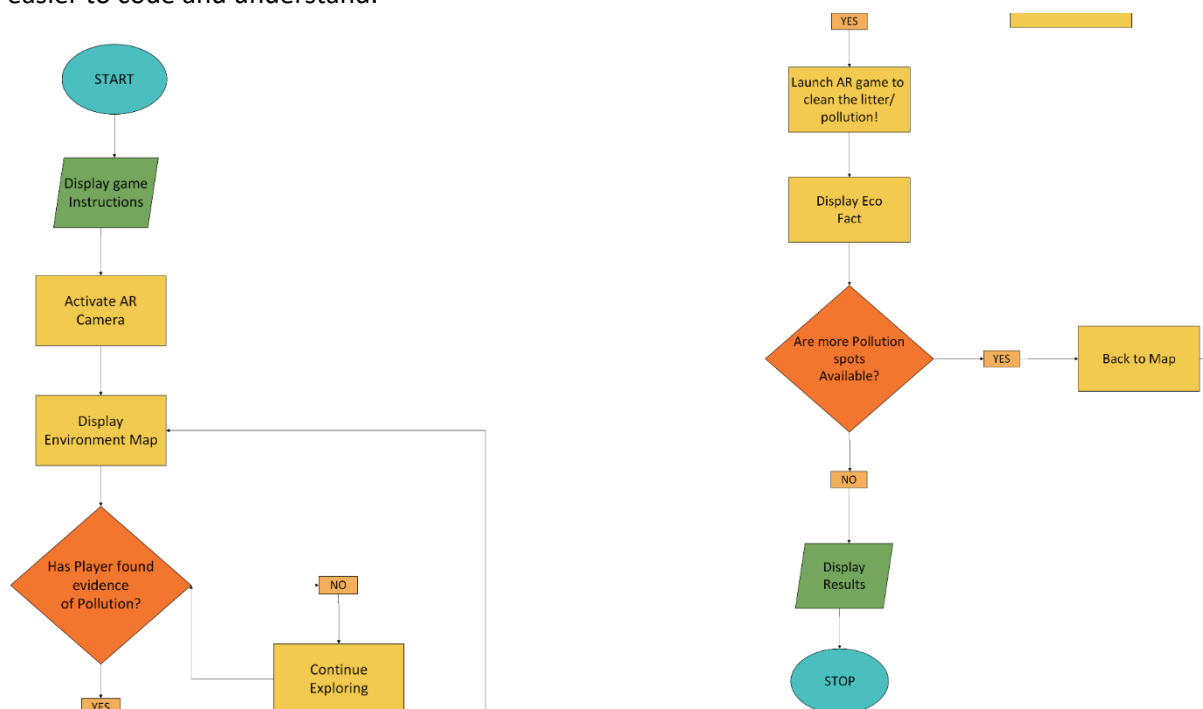 easier to code and understand.
START
Display game
Instructions
Activate AR
Camera
Display
Environment Map
Has Player found
evidence
of Pollution?
NO
Continue
Exploring
YES
YES
Launch AR game to
clean the litter/
pollution!
Display Eco
Fact
Are more Pollution
spots
Available?
YES
Back to Map
NO
Display
Results
STOP